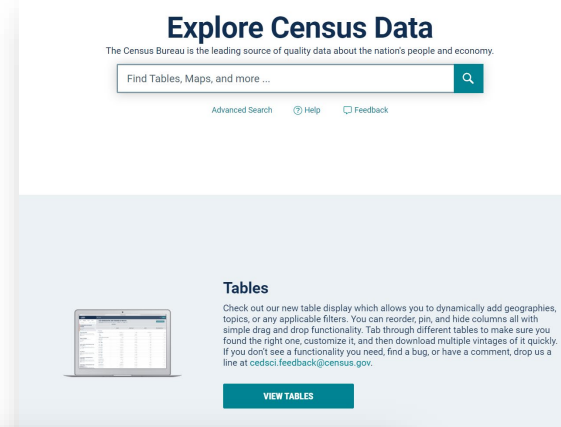 Explore Census Data
The Census Bureau is the leading source of quality data about the nation's people and economy.
Find Tables, Maps, and more ...
Advanced Search ? Help Feedback
Tables
Check out our new table display which allows you to dynamically add geographies,
topics, or any applicable filters. You can reorder, pin, and hide columns all with
simple drag and drop functionality. Tab through different tables to make sure you
found the right one, customize it, and then download multiple vintages of it quickly.
If you don't see a functionality you need, find a bug, or have a comment, drop us a
line at cedsci.feedback@census.gov.
VIEW TABLES